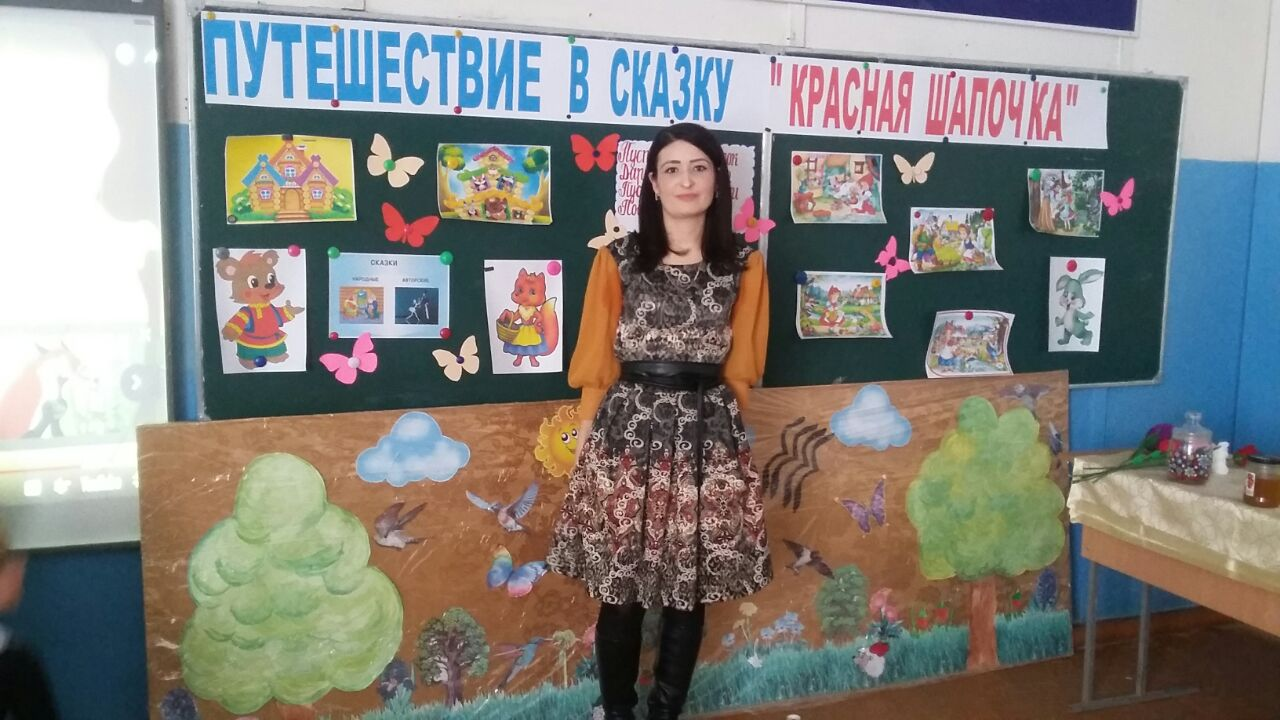 ПУТЕШЕСТВИЕ В СКАЗКУ "КРАСНАЯ ШАПОЧКА"
СКАЗКИ
НАРОДНЫЕ АВТОРСКИЕ